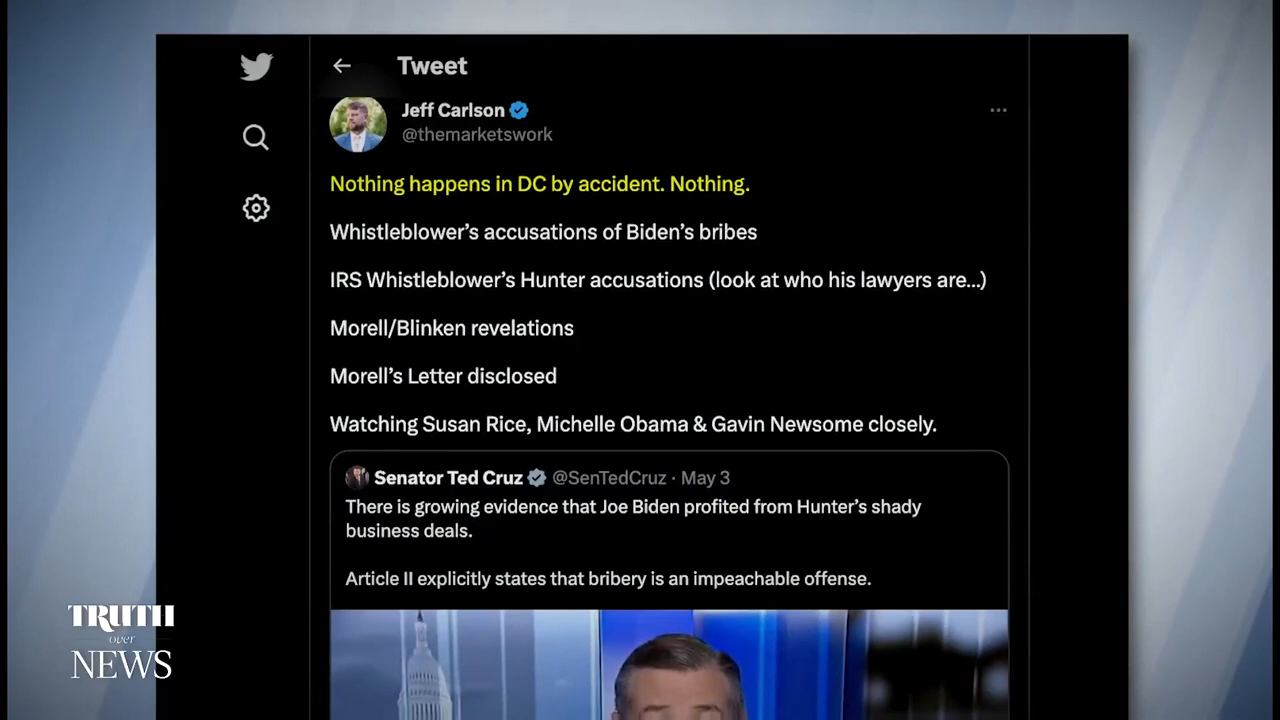 Tweet
Jeff Carlson
@themarketswork
Nothing happens in DC by accident. Nothing.
Whistleblower’s accusations of Biden’s bribes
IRS Whistleblower’s Hunter accusations (look at who his lawyers are...)
Morell/Blinken revelations
Morell’s Letter disclosed
Watching Susan Rice, Michelle Obama & Gavin Newsome closely.
Senator Ted Cruz @SenTedCruz · May 3
There is growing evidence that Joe Biden profited from Hunter’s shady
business deals.
Article II explicitly states that bribery is an impeachable offense.
TRUTH
over
NEWS